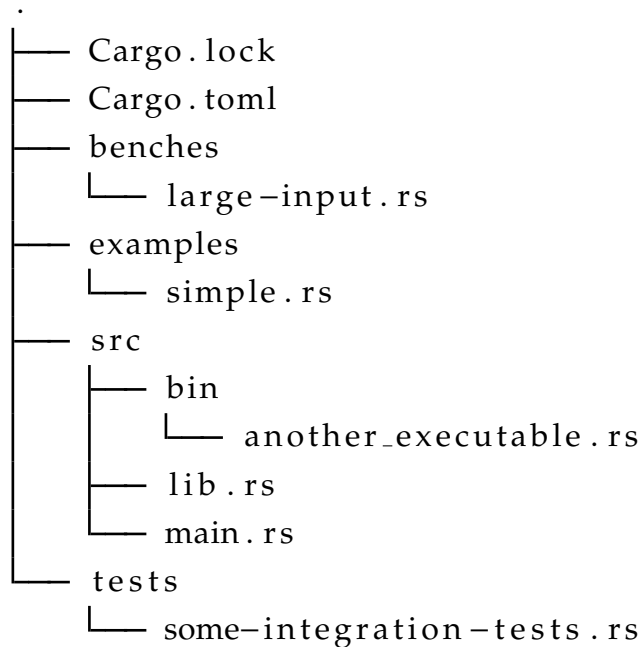 .
├── Cargo.lock
├── Cargo.toml
├── benches
│   └── large-input.rs
├── examples
│   └── simple.rs
├── src
│   ├── bin
│   │   └── another_executable.rs
│   ├── lib.rs
│   └── main.rs
└── tests
    └── some-integration-tests.rs